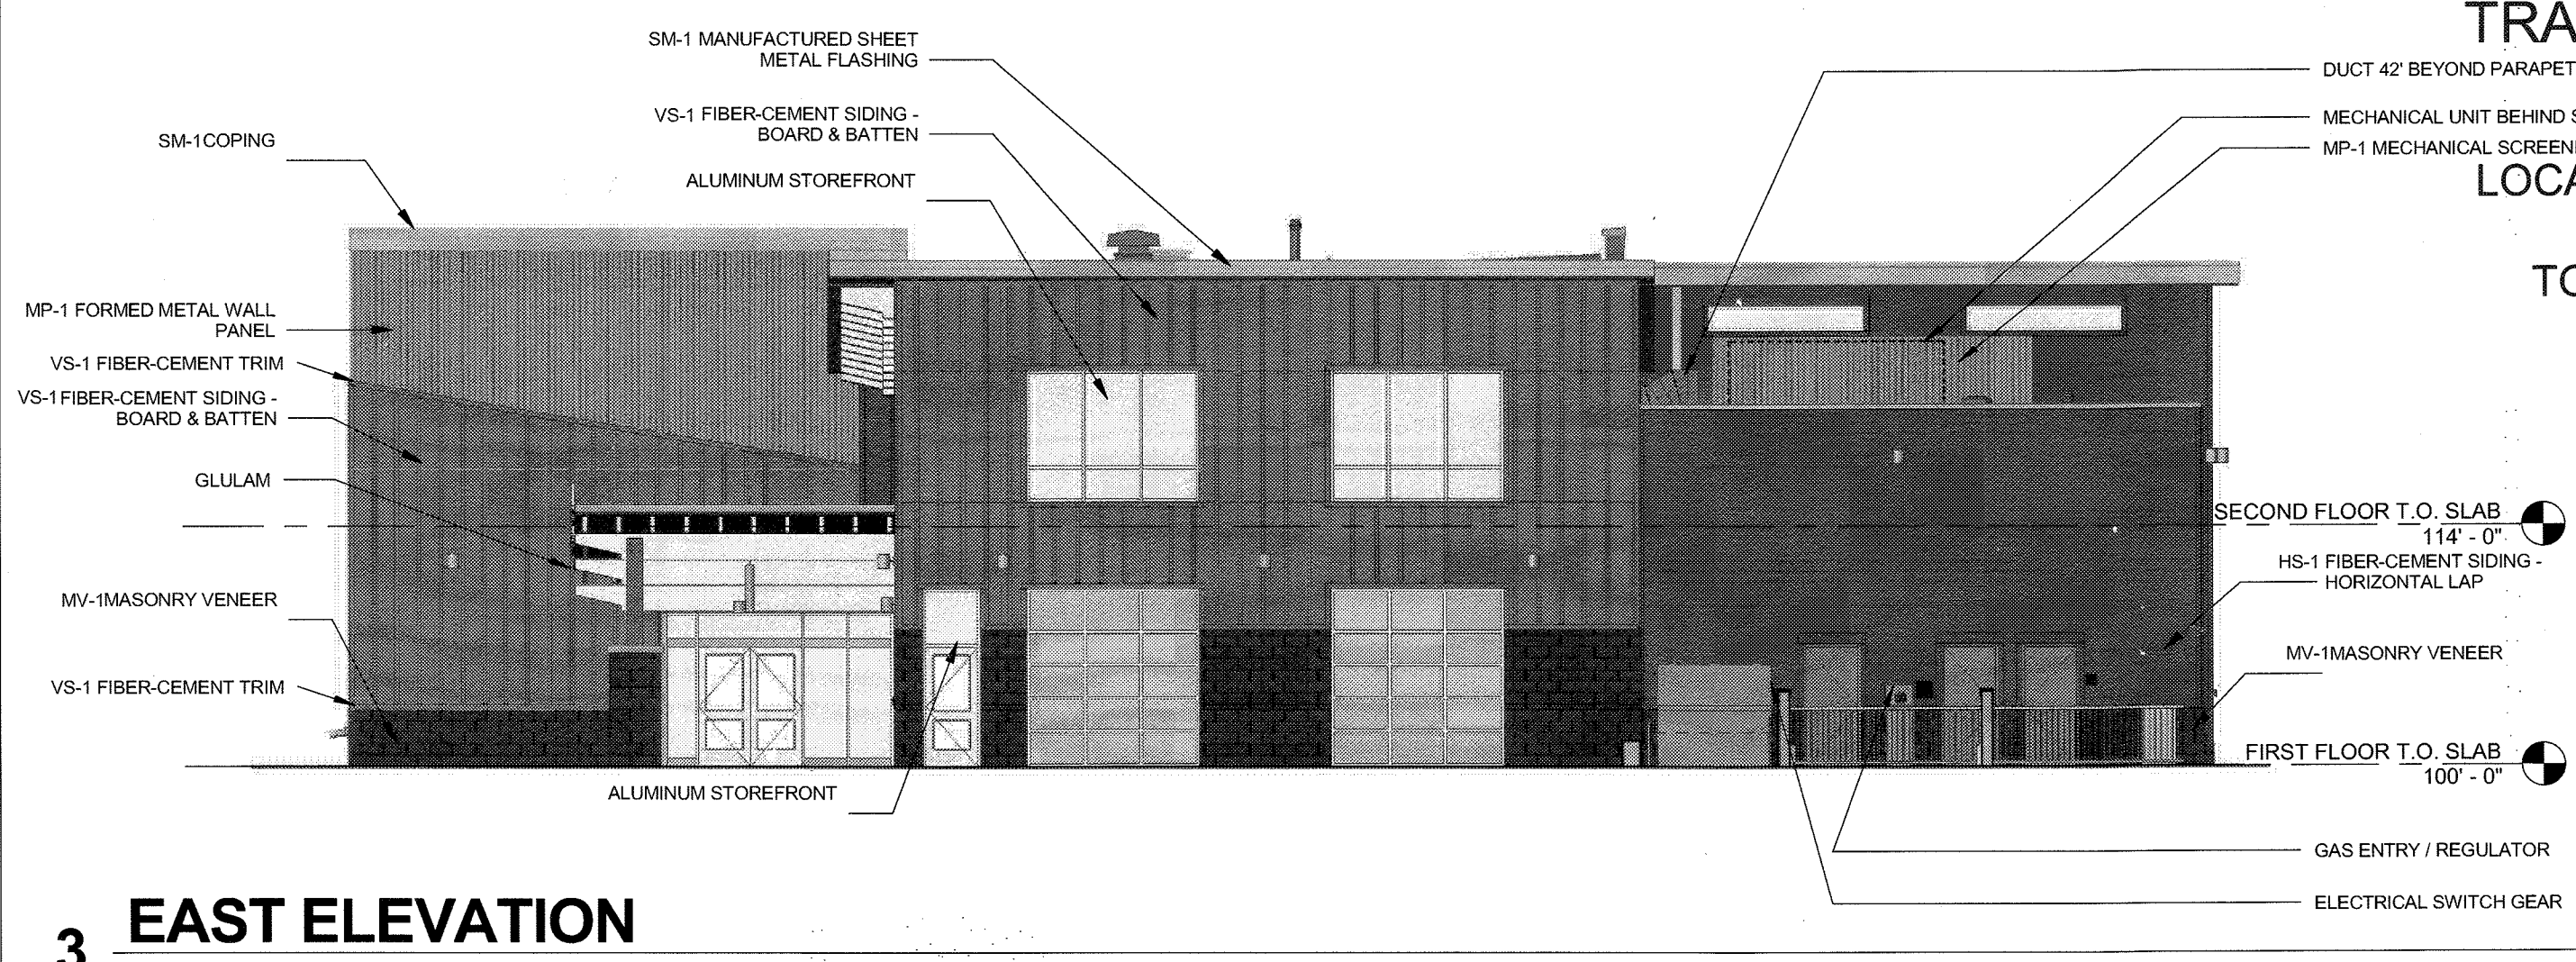 TRA
SM-1 MANUFACTURED SHEET
METAL FLASHING
DUCT 42' BEYOND PARAPET
VS-1 FIBER-CEMENT SIDING -
BOARD & BATTEN
MECHANICAL UNIT BEHIND S
SM-1COPING
MP-1 MECHANICAL SCREEN
LOCA
ALUMINUM STOREFRONT
TO
MP-1 FORMED METAL WALL
PANEL
VS-1 FIBER-CEMENT TRIM
VS-1FIBER-CEMENT SIDING -
BOARD & BATTEN
GLULAM
SECOND FLOOR T.O. SLAB
114' - 0"
HS-1 FIBER-CEMENT SIDING -
HORIZONTAL LAP
MV-1MASONRY VENEER
MV-1MASONRY VENEER
VS-1 FIBER-CEMENT TRIM
FIRST FLOOR T.O. SLAB
100' - 0"
ALUMINUM STOREFRONT
GAS ENTRY / REGULATOR
ELECTRICAL SWITCH GEAR
3 EAST ELEVATION